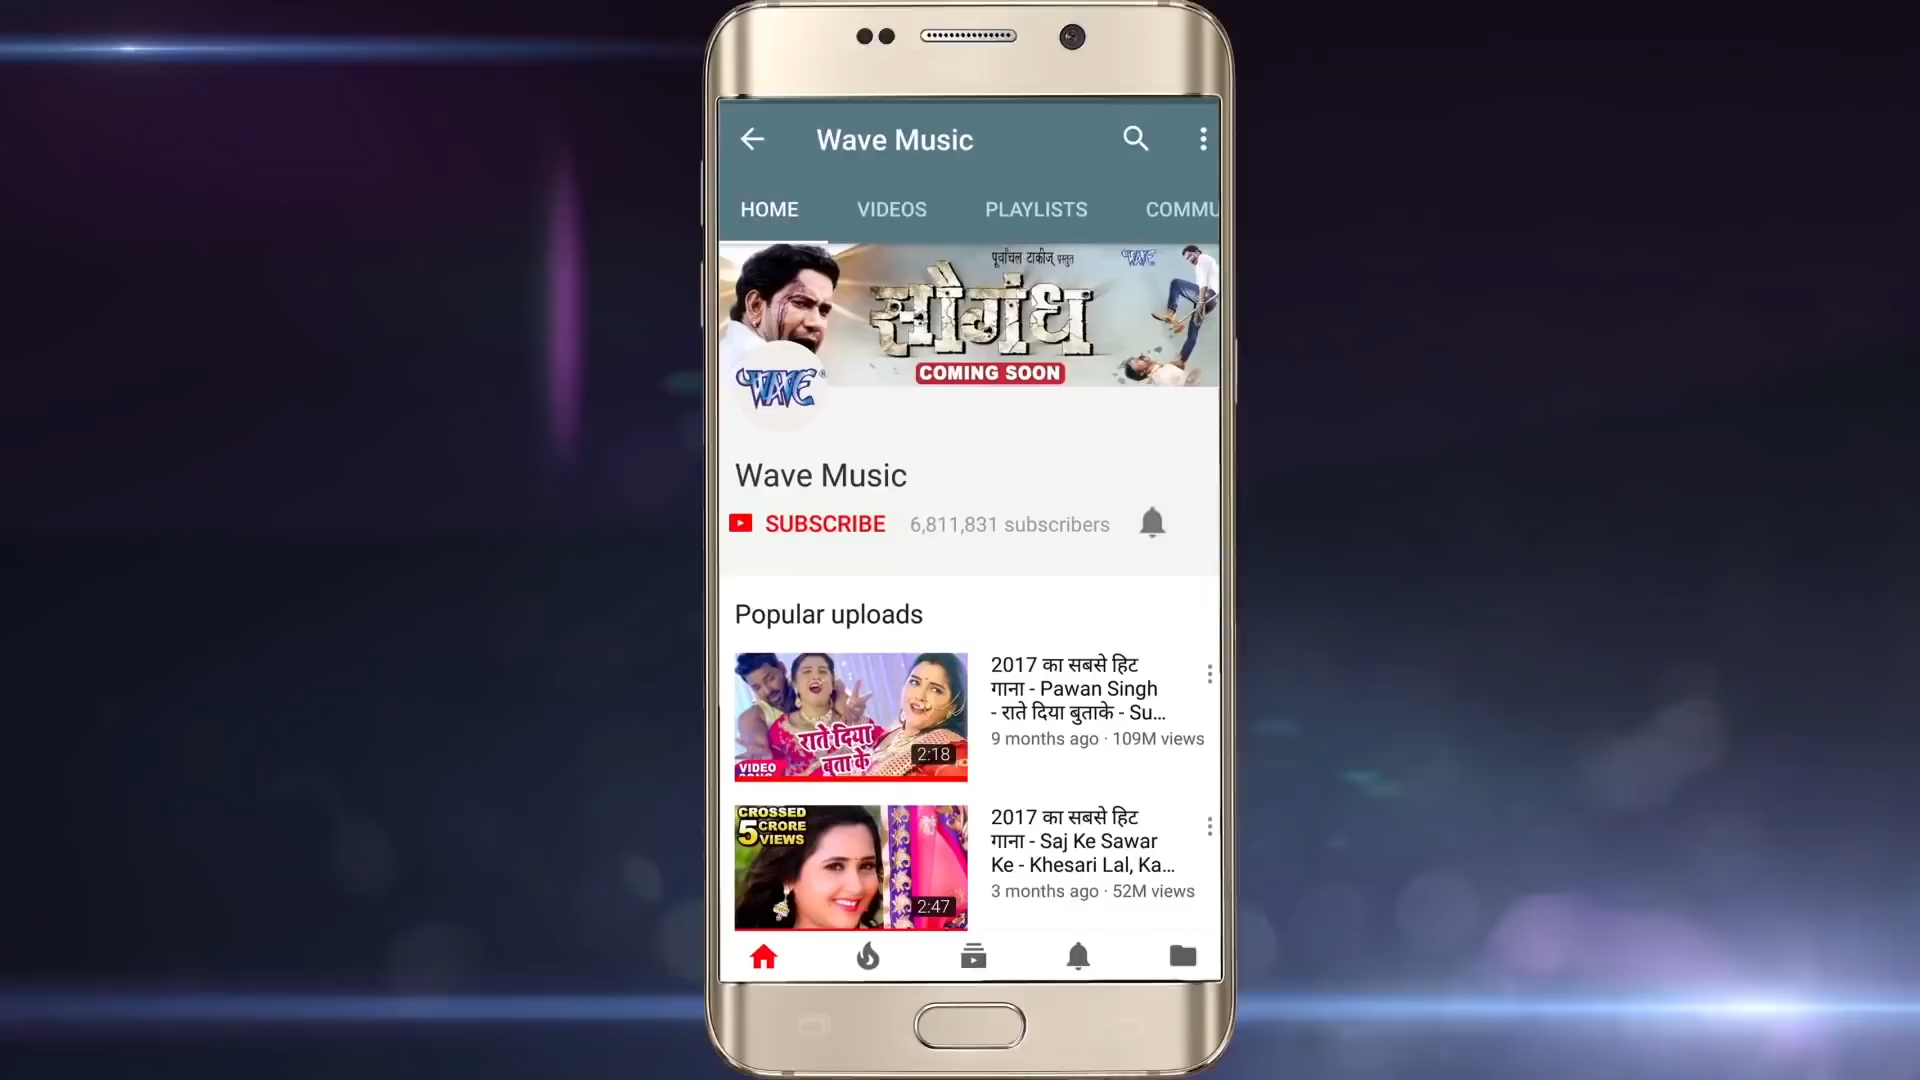 Wave Music
HOME VIDEOS PLAYLISTS COMMU
पूर्वांचल टाकीज् प्रस्तुत
WAVE
सौगंध
COMING SOON
WAVE®
Wave Music
SUBSCRIBE 6,811,831 subscribers
Popular uploads
राते दिया
बुता के
VIDEO
SONG
2:18
2017 का सबसे हिट
गाना - Pawan Singh
- राते दिया बुताके - Su...
9 months ago · 109M views
CROSSED
5 CRORE
VIEWS
2:47
2017 का सबसे हिट
गाना - Saj Ke Sawar
Ke - Khesari Lal, Ka...
3 months ago · 52M views